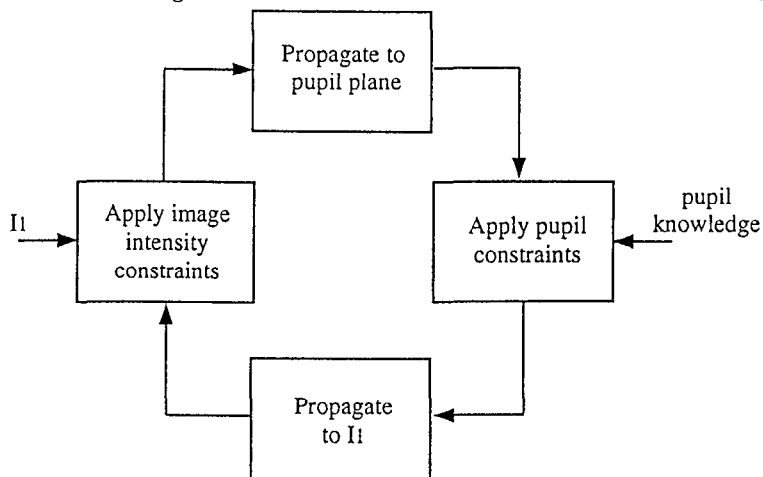 Propagate to
pupil plane
I1
Apply image
intensity
constraints
Apply pupil
constraints
pupil
knowledge
Propagate
to I1